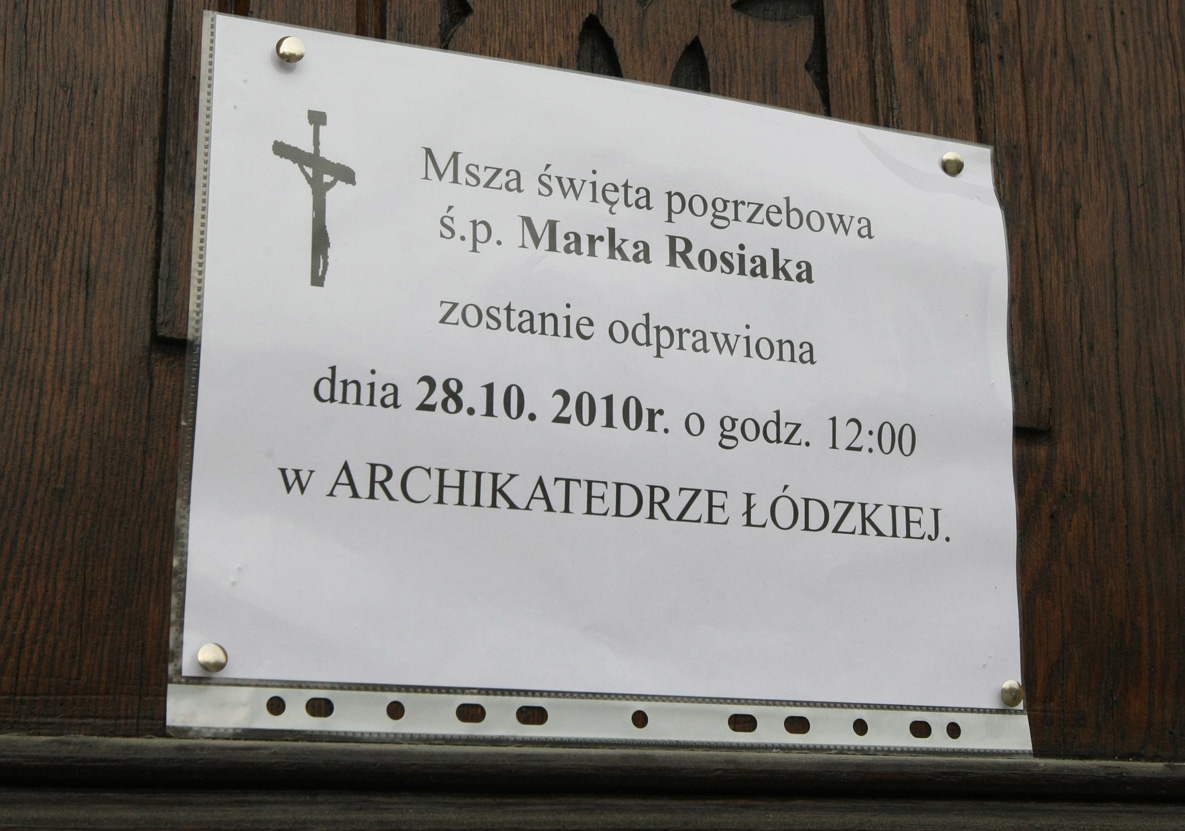 Msza święta pogrzebowa
ś.p. Marka Rosiaka
zostanie odprawiona
dnia 28.10. 2010r. o godz. 12:00
w ARCHIKATEDRZE ŁÓDZKIEJ.